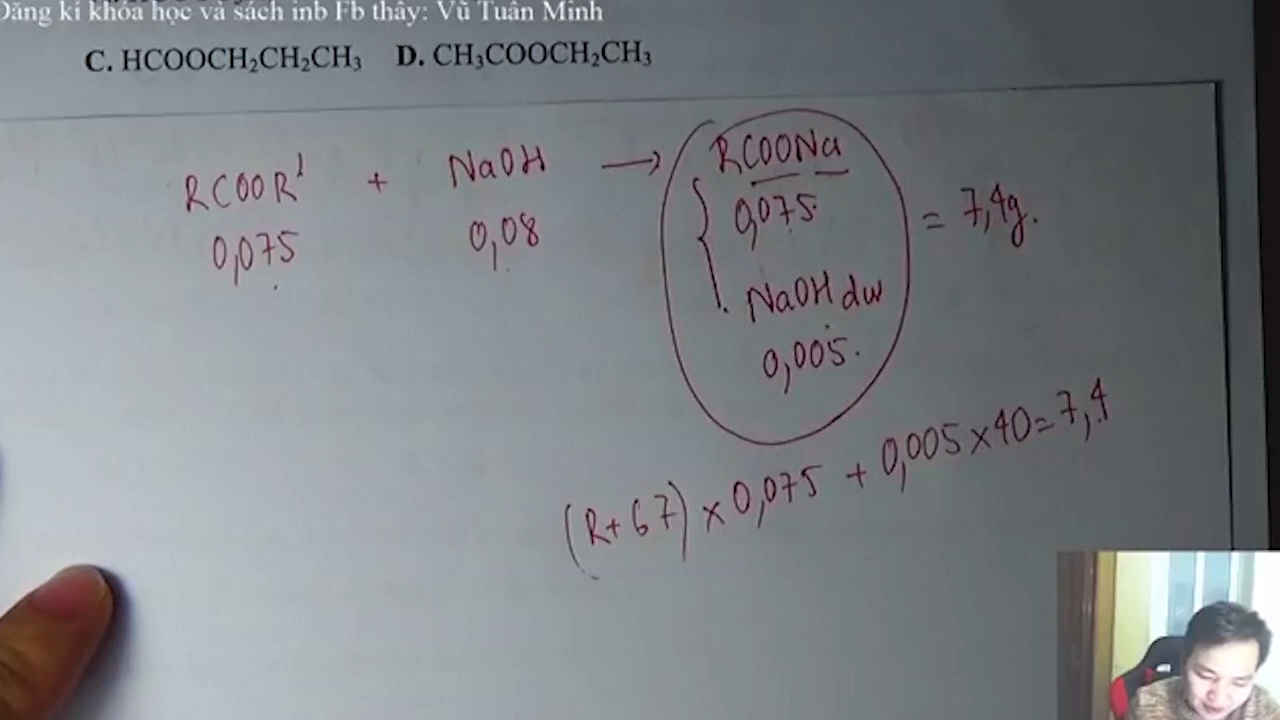 Đăng kí khóa học và sách inb Fb thầy: Vũ Tuấn Minh
C. HCOOCH₂CH₂CH₃ D. CH₃COOCH₂CH₃
RCOOR' + NaOH → RCOONa
0,075 0,08 0,075 = 7,4g.
NaOH dư
0,005.
(R+67) x 0,075 + 0,005 x 40 = 7,4